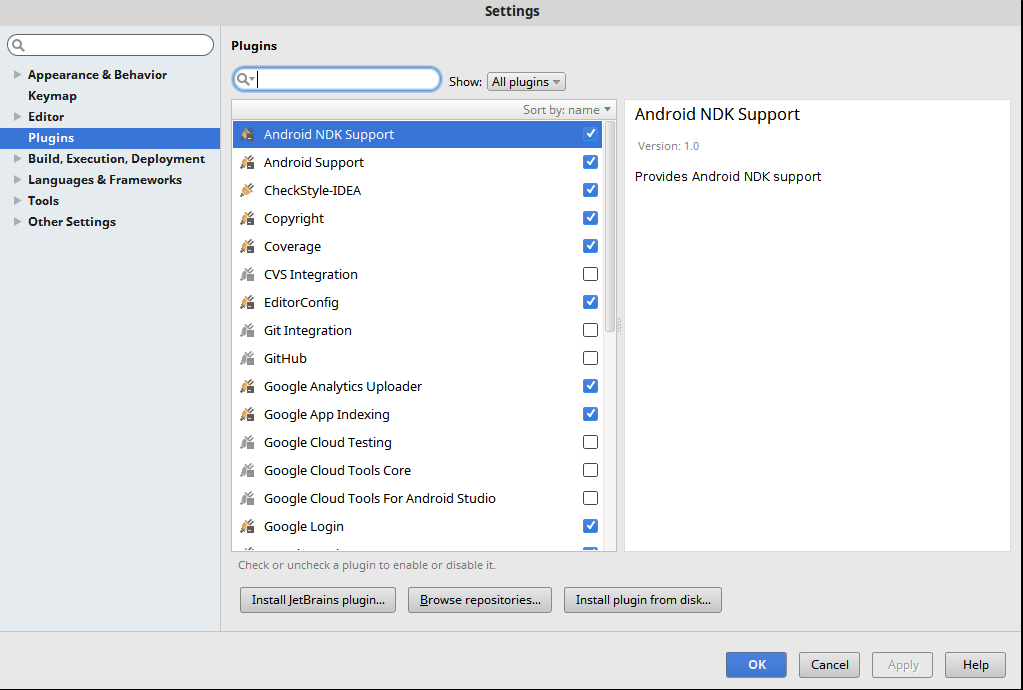 Settings
Appearance & Behavior
Keymap
Editor
Plugins
Build, Execution, Deployment
Languages & Frameworks
Tools
Other Settings
Plugins
Show: All plugins
Sort by: name
Android NDK Support
Android Support
CheckStyle-IDEA
Copyright
Coverage
CVS Integration
EditorConfig
Git Integration
GitHub
Google Analytics Uploader
Google App Indexing
Google Cloud Testing
Google Cloud Tools Core
Google Cloud Tools For Android Studio
Google Login
Check or uncheck a plugin to enable or disable it.
Install JetBrains plugin...
Browse repositories...
Install plugin from disk...
Android NDK Support
Version: 1.0
Provides Android NDK support
OK
Cancel
Apply
Help